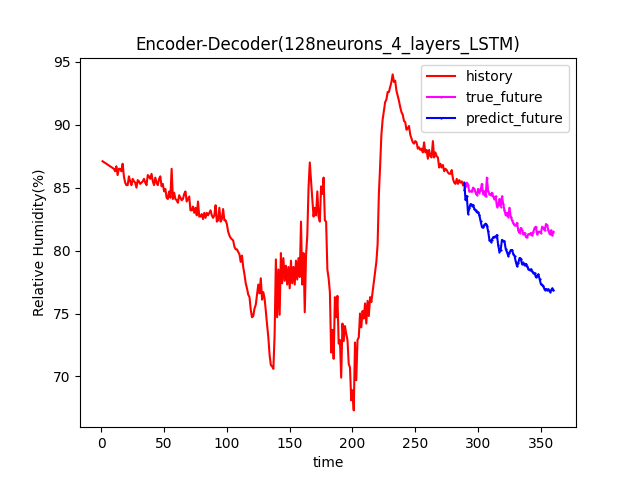 Encoder-Decoder(128neurons_4_layers_LSTM)
history
true_future
predict_future
Relative Humidity(%)
95
90
85
80
75
70
0 50 100 150 200 250 300 350
time